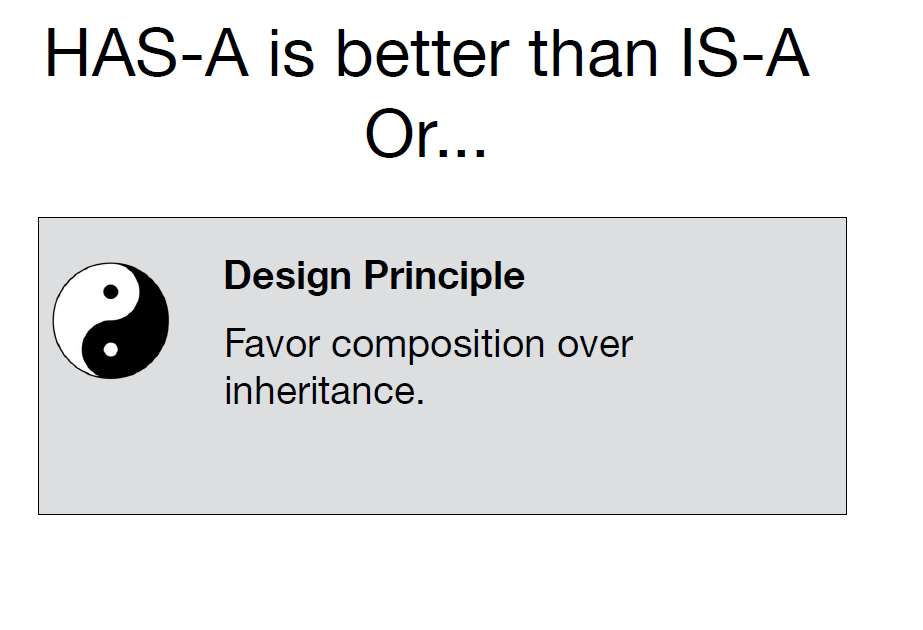 HAS-A is better than IS-A
Or...
Design Principle
Favor composition over
inheritance.